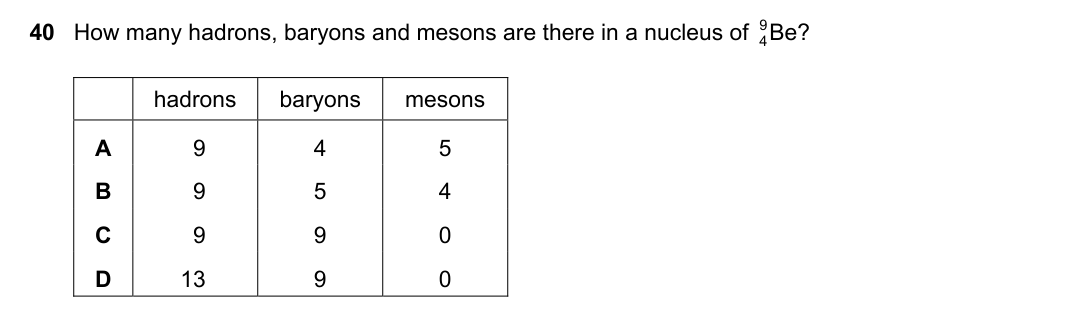 40 How many hadrons, baryons and mesons are there in a nucleus of ⁹₄Be?
hadrons baryons mesons
A 9 4 5
B 9 5 4
C 9 9 0
D 13 9 0